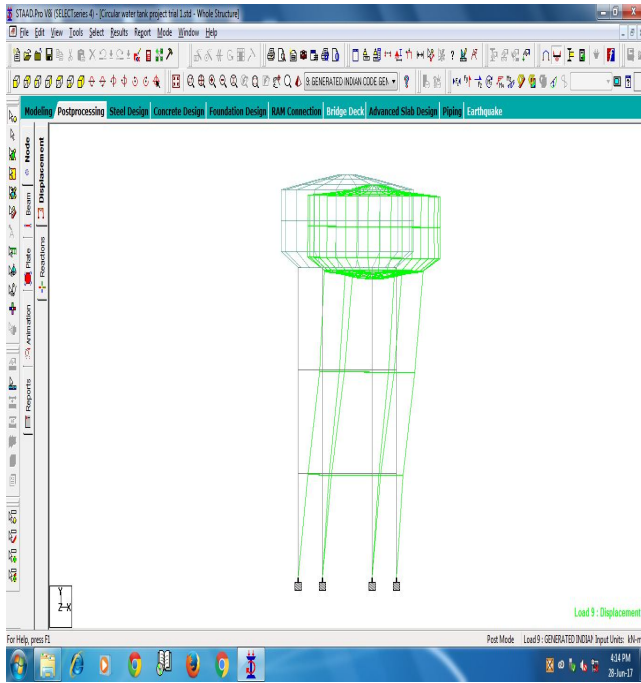 STAAD.Pro V8i (SELECTseries 4) - [Circular water tank project trial 1.std - Whole Structure]
File Edit View Tools Select Results Report Mode Window Help
9: GENERATED INDIAN CODE GEN
Modeling Postprocessing Steel Design Concrete Design Foundation Design RAM Connection Bridge Deck Advanced Slab Design Piping Earthquake
Node
Beam
Plate
Animation
Reports
Displacement
Reactions
Y
Z X
Load 9 : Displacement
For Help, press F1
Post Mode Load 9 : GENERATED INDIAN Input Units: kN-m
4:14 PM
28-Jun-17